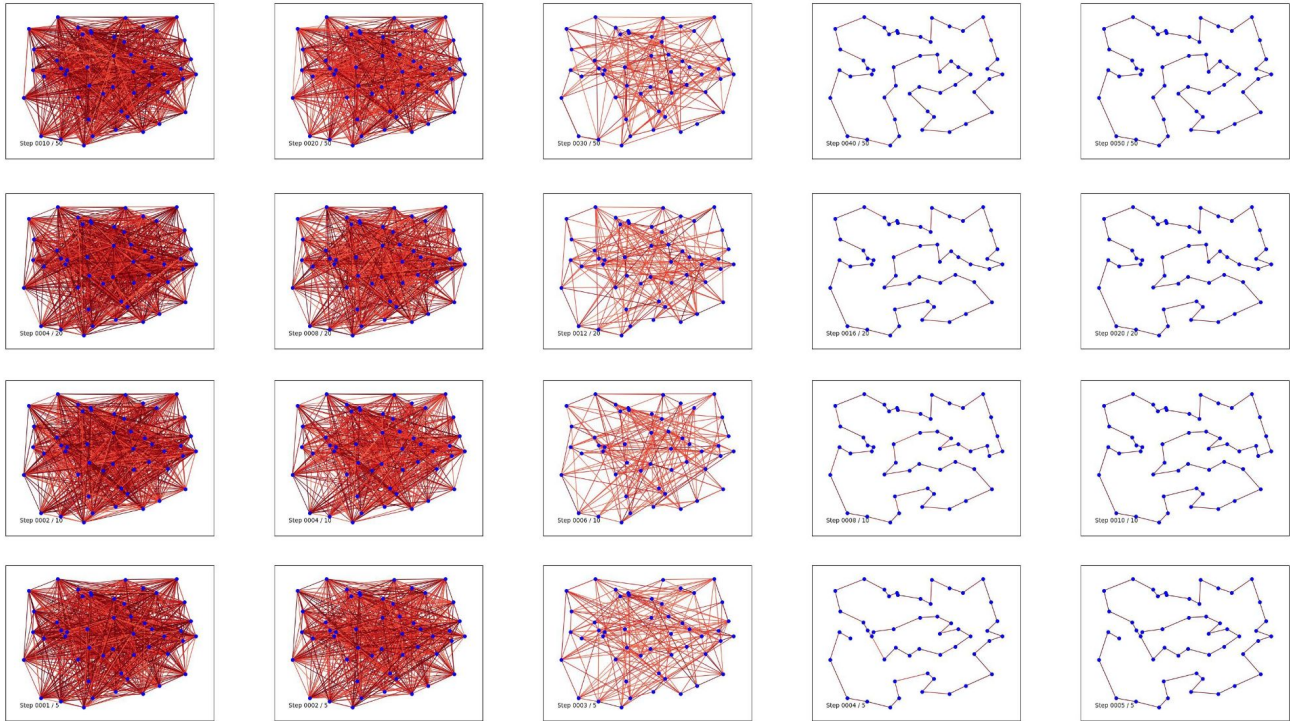 Step 0010 / 50
Step 0020 / 50
Step 0030 / 50
Step 0040 / 50
Step 0050 / 50
Step 0004 / 20
Step 0008 / 20
Step 0012 / 20
Step 0016 / 20
Step 0020 / 20
Step 0002 / 10
Step 0004 / 10
Step 0006 / 10
Step 0008 / 10
Step 0010 / 10
Step 0001 / 5
Step 0002 / 5
Step 0003 / 5
Step 0004 / 5
Step 0005 / 5